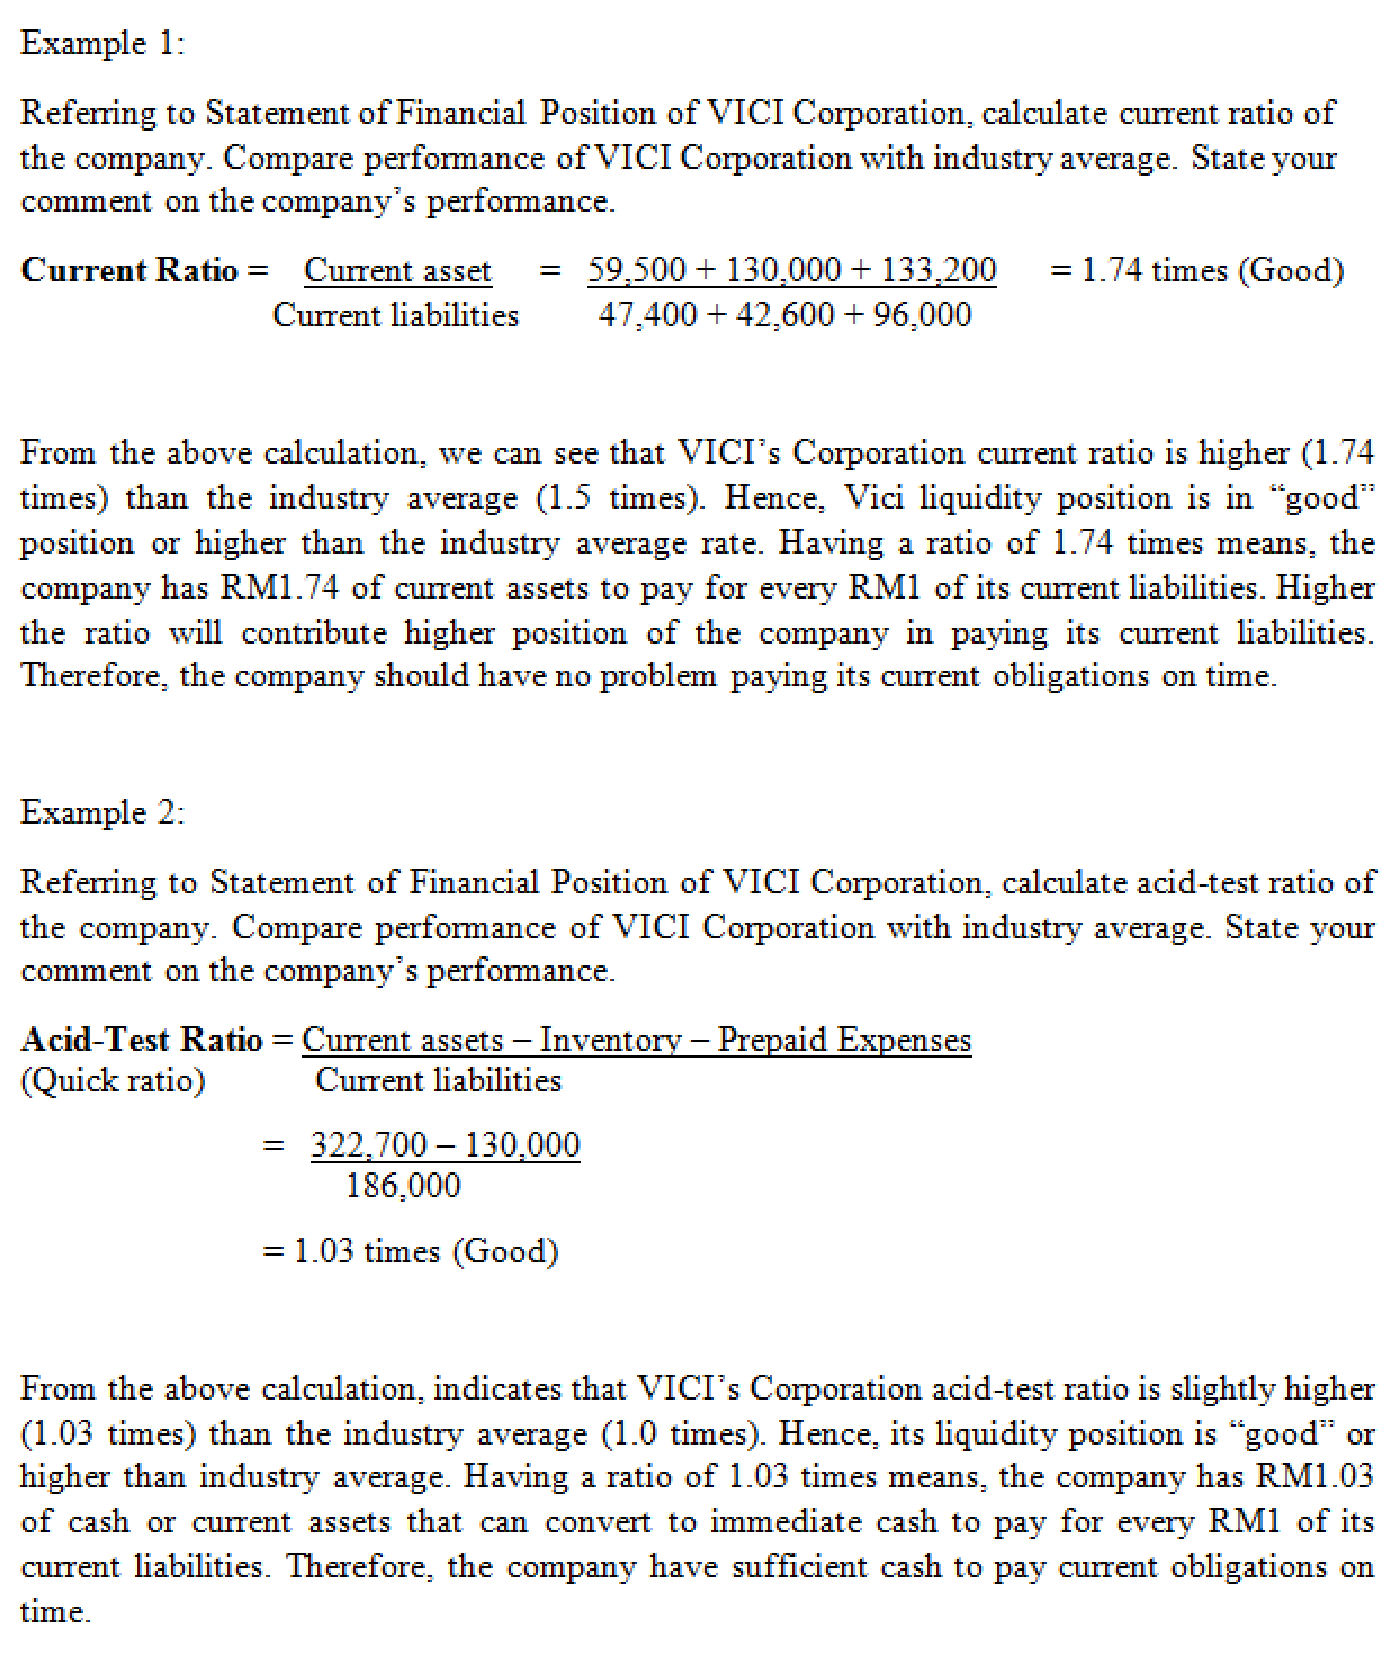 Example 1:
Referring to Statement of Financial Position of VICI Corporation, calculate current ratio of
the company. Compare performance of VICI Corporation with industry average. State your
comment on the company’s performance.
Current Ratio = Current asset = 59,500 + 130,000 + 133,200 = 1.74 times (Good)
Current liabilities 47,400 + 42,600 + 96,000
From the above calculation, we can see that VICI’s Corporation current ratio is higher (1.74
times) than the industry average (1.5 times). Hence, Vici liquidity position is in “good”
position or higher than the industry average rate. Having a ratio of 1.74 times means, the
company has RM1.74 of current assets to pay for every RM1 of its current liabilities. Higher
the ratio will contribute higher position of the company in paying its current liabilities.
Therefore, the company should have no problem paying its current obligations on time.
Example 2:
Referring to Statement of Financial Position of VICI Corporation, calculate acid-test ratio of
the company. Compare performance of VICI Corporation with industry average. State your
comment on the company’s performance.
Acid-Test Ratio = Current assets – Inventory – Prepaid Expenses
(Quick ratio) Current liabilities
= 322,700 – 130,000
186,000
= 1.03 times (Good)
From the above calculation, indicates that VICI’s Corporation acid-test ratio is slightly higher
(1.03 times) than the industry average (1.0 times). Hence, its liquidity position is “good” or
higher than industry average. Having a ratio of 1.03 times means, the company has RM1.03
of cash or current assets that can convert to immediate cash to pay for every RM1 of its
current liabilities. Therefore, the company have sufficient cash to pay current obligations on
time.